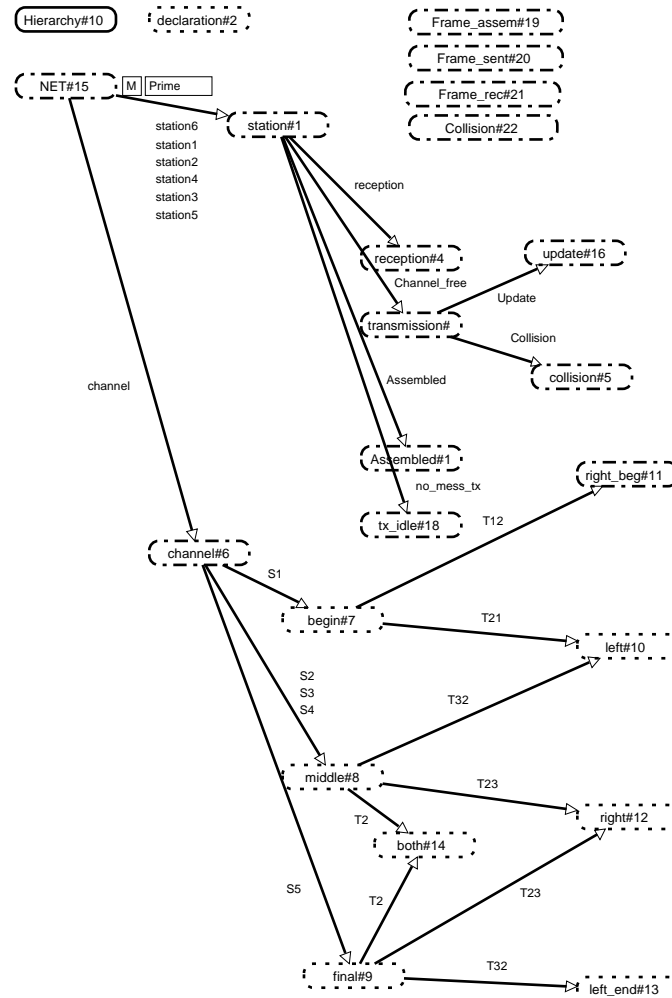 Hierarchy#10
declaration#2
Frame_assem#19
Frame_sent#20
Frame_rec#21
Collision#22
NET#15
M
Prime
station#1
station6
station1
station2
station4
station3
station5
reception
reception#4
update#16
Channel_free
Update
transmission#
Collision
collision#5
channel
Assembled
Assembled#1
no_mess_tx
right_beg#11
tx_idle#18
T12
channel#6
S1
begin#7
T21
left#10
S2
S3
S4
T32
middle#8
T23
T2
right#12
both#14
S5
T2
T23
final#9
T32
left_end#13